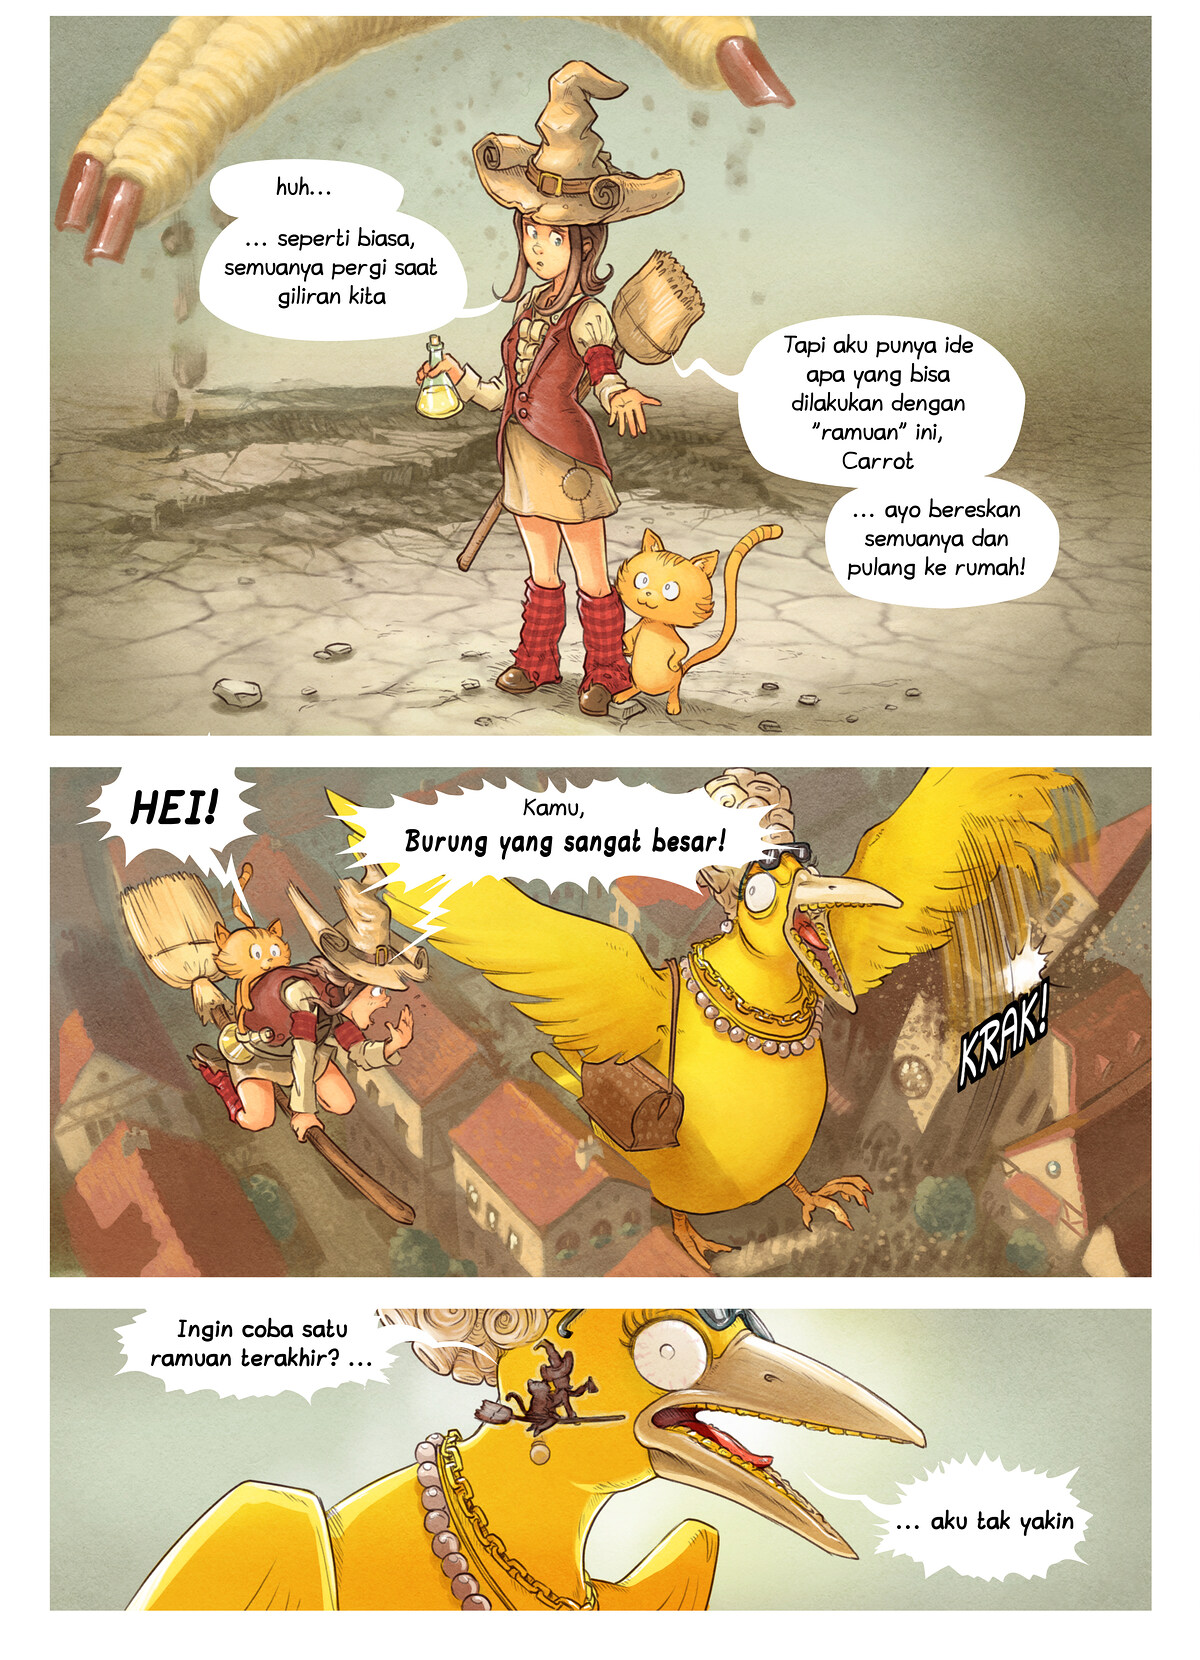 huh...
... seperti biasa,
semuanya pergi saat
giliran kita
Tapi aku punya ide
apa yang bisa
dilakukan dengan
"ramuan" ini,
Carrot
... ayo bereskan
semuanya dan
pulang ke rumah!
HEI!
Kamu,
Burung yang sangat besar!
KRAK!
Ingin coba satu
ramuan terakhir? ...
... aku tak yakin